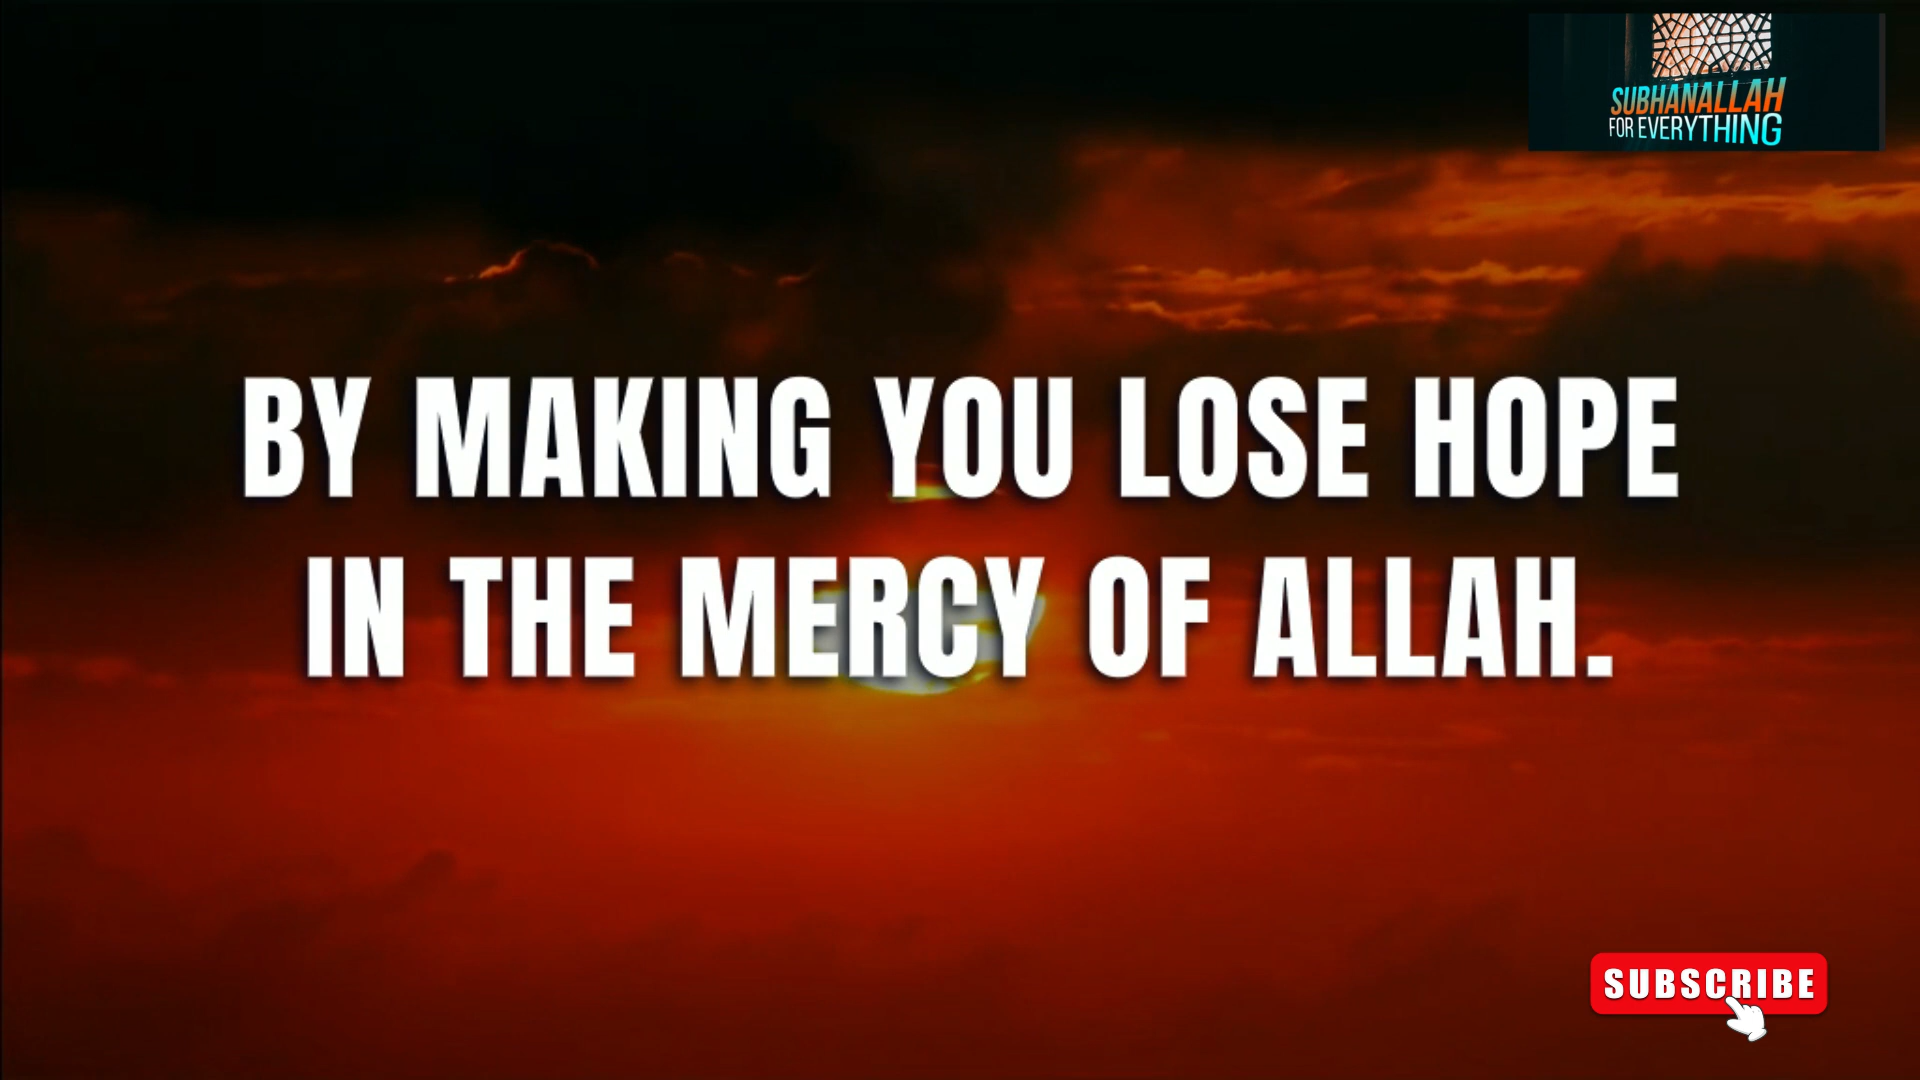 SUBHANALLAH
FOR EVERYTHING
BY MAKING YOU LOSE HOPE
IN THE MERCY OF ALLAH.
SUBSCRIBE